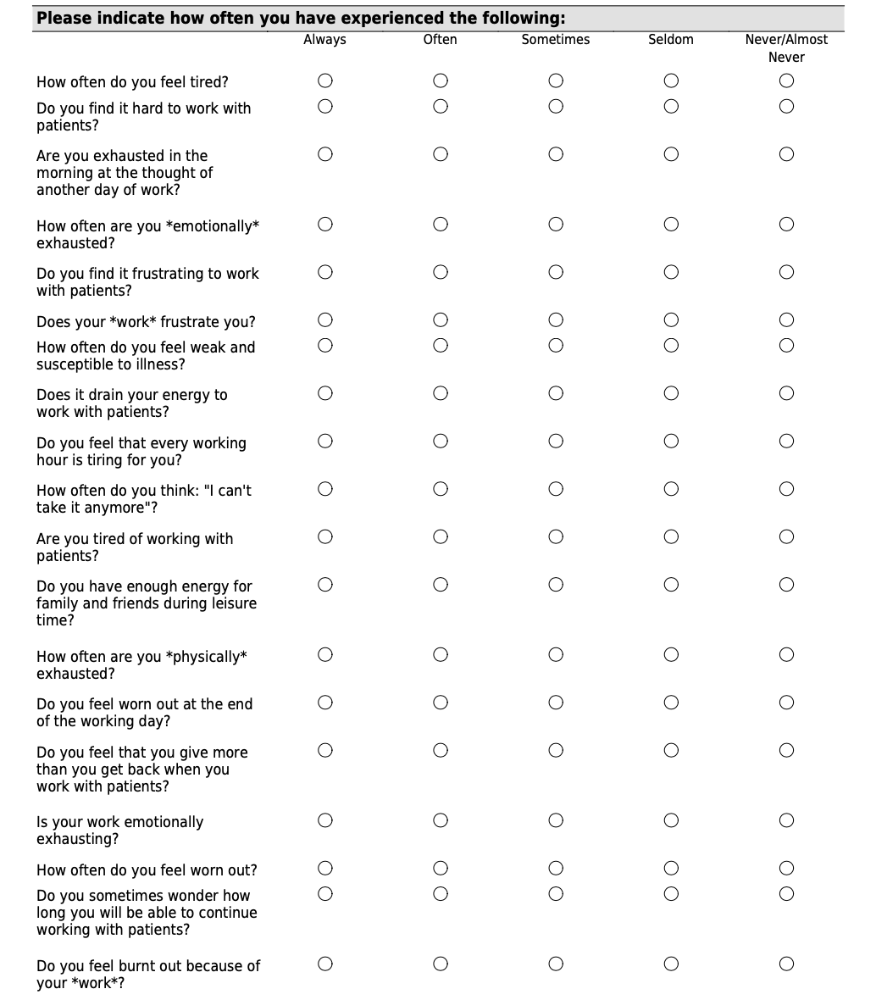 Please indicate how often you have experienced the following:
Always Often Sometimes Seldom Never/Almost
Never
How often do you feel tired?
Do you find it hard to work with
patients?
Are you exhausted in the
morning at the thought of
another day of work?
How often are you *emotionally*
exhausted?
Do you find it frustrating to work
with patients?
Does your *work* frustrate you?
How often do you feel weak and
susceptible to illness?
Does it drain your energy to
work with patients?
Do you feel that every working
hour is tiring for you?
How often do you think: "I can't
take it anymore"?
Are you tired of working with
patients?
Do you have enough energy for
family and friends during leisure
time?
How often are you *physically*
exhausted?
Do you feel worn out at the end
of the working day?
Do you feel that you give more
than you get back when you
work with patients?
Is your work emotionally
exhausting?
How often do you feel worn out?
Do you sometimes wonder how
long you will be able to continue
working with patients?
Do you feel burnt out because of
your *work*?